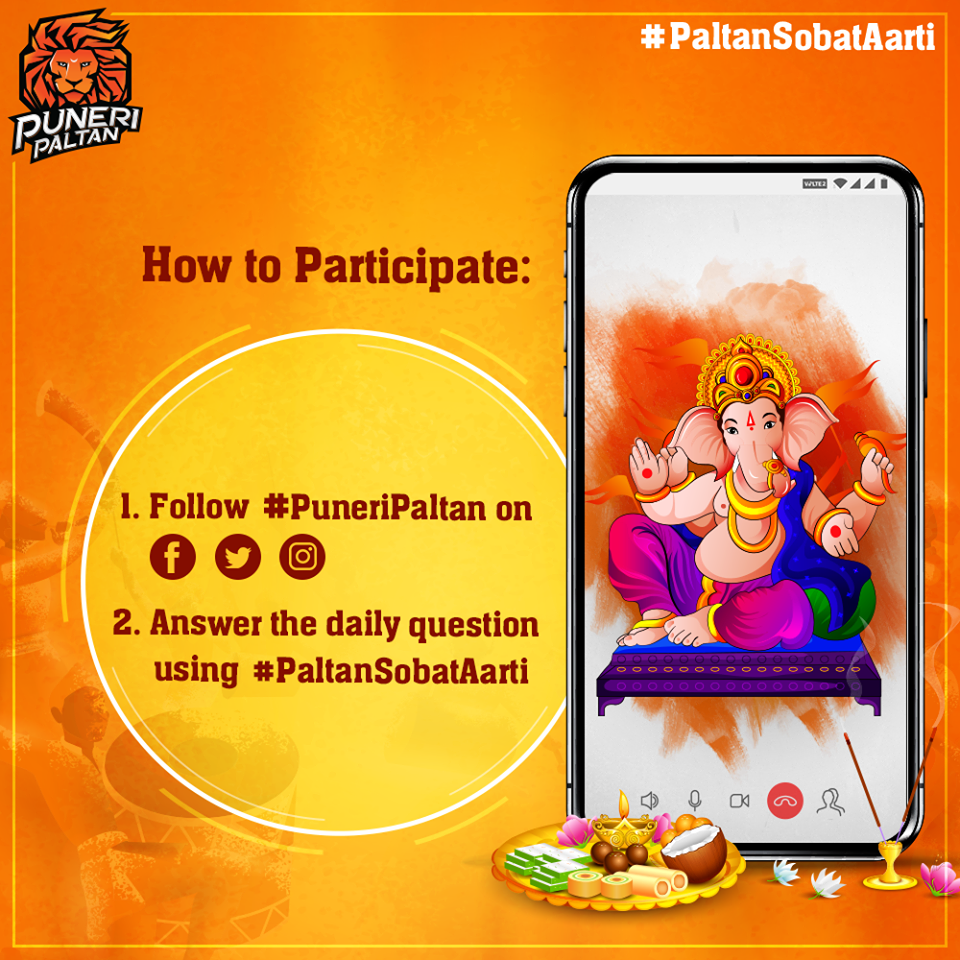 PUNERI
PALTAN
#PaltanSobatAarti
How to Participate:
1. Follow #PuneriPaltan on
2. Answer the daily question
using #PaltanSobatAarti